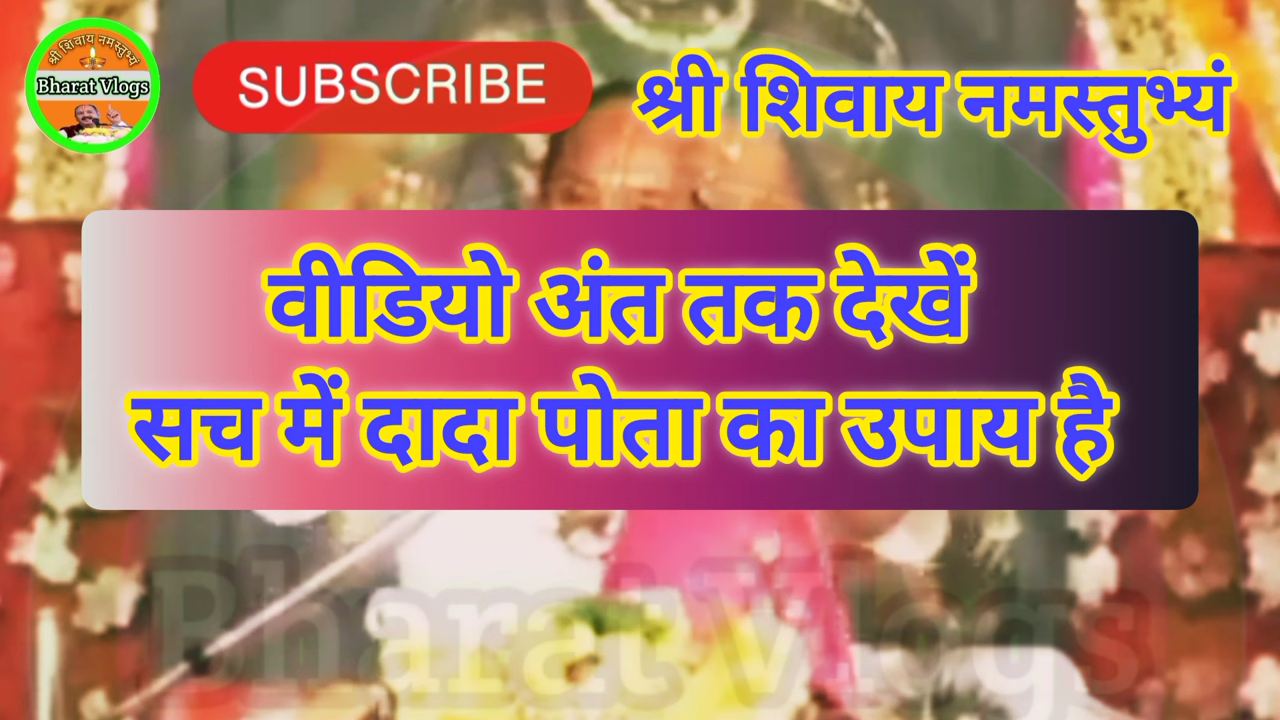 श्री शिवाय नमस्तुभ्यं
Bharat Vlogs
SUBSCRIBE
श्री शिवाय नमस्तुभ्यं
वीडियो अंत तक देखें
सच में दादा पोता का उपाय है
Bharat Vlogs